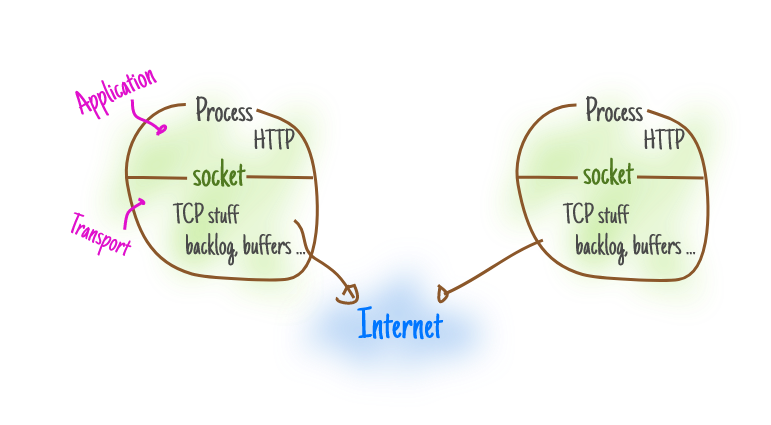 Application
Process
HTTP
socket
Transport
TCP stuff
backlog, buffers ...
Process
HTTP
socket
TCP stuff
backlog, buffers ...
Internet